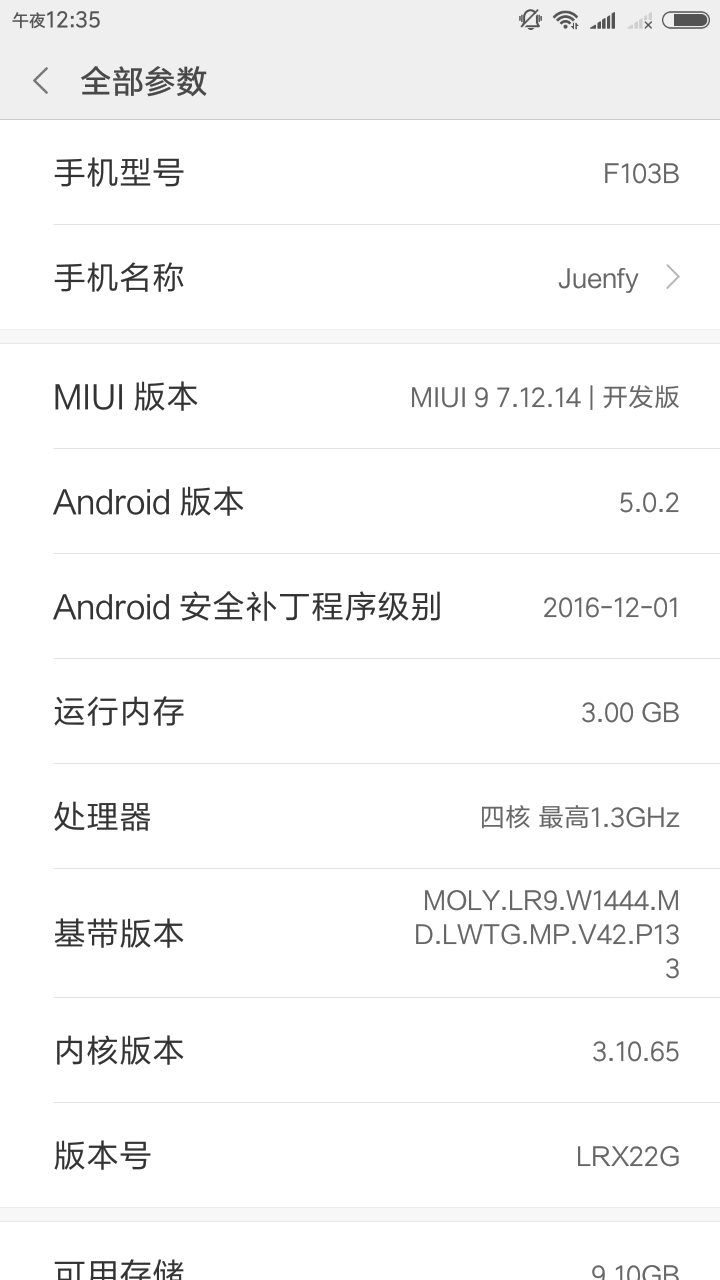 午夜12:35
全部参数
手机型号 F103B
手机名称 Juenfy
MIUI 版本 MIUI 9 7.12.14 | 开发版
Android 版本 5.0.2
Android 安全补丁程序级别 2016-12-01
运行内存 3.00 GB
处理器 四核 最高1.3GHz
基带版本 MOLY.LR9.W1444.M
D.LWTG.MP.V42.P13
3
内核版本 3.10.65
版本号 LRX22G
可用存储 9.10GB